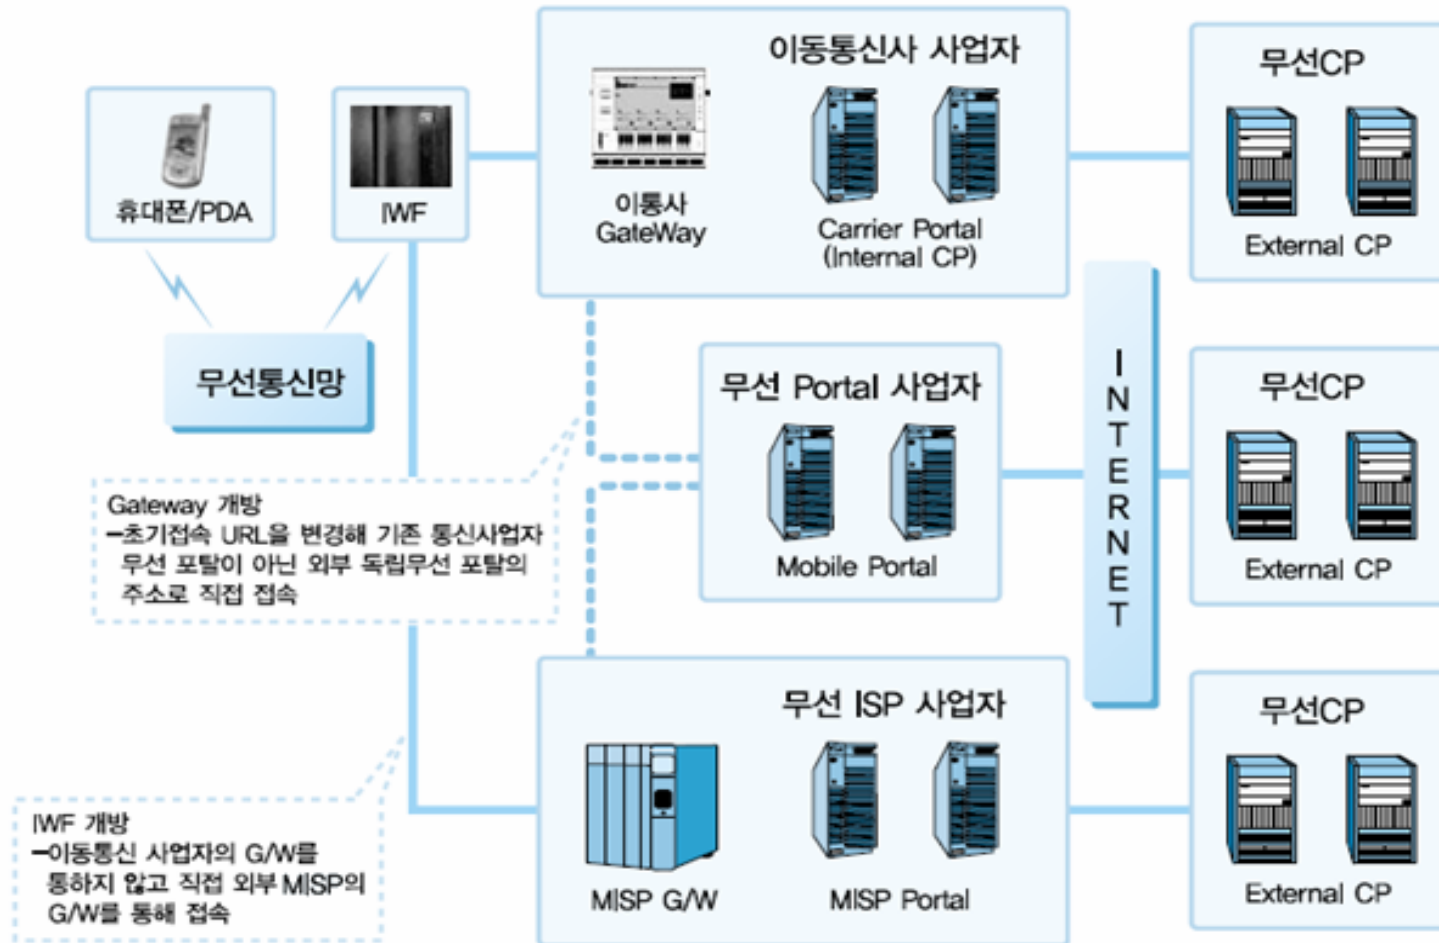 이동통신사 사업자
무선CP
휴대폰/PDA
IWF
이통사
GateWay
Carrier Portal
(Internal CP)
External CP
무선통신망
무선 Portal 사업자
Mobile Portal
INTERNET
무선CP
External CP
Gateway 개방
-초기접속 URL을 변경해 기존 통신사업자
무선 포탈이 아닌 외부 독립무선 포탈의
주소로 직접 접속
무선 ISP 사업자
MISP G/W
MISP Portal
무선CP
External CP
IWF 개방
-이동통신 사업자의 G/W를
통하지 않고 직접 외부 MISP의
G/W를 통해 접속